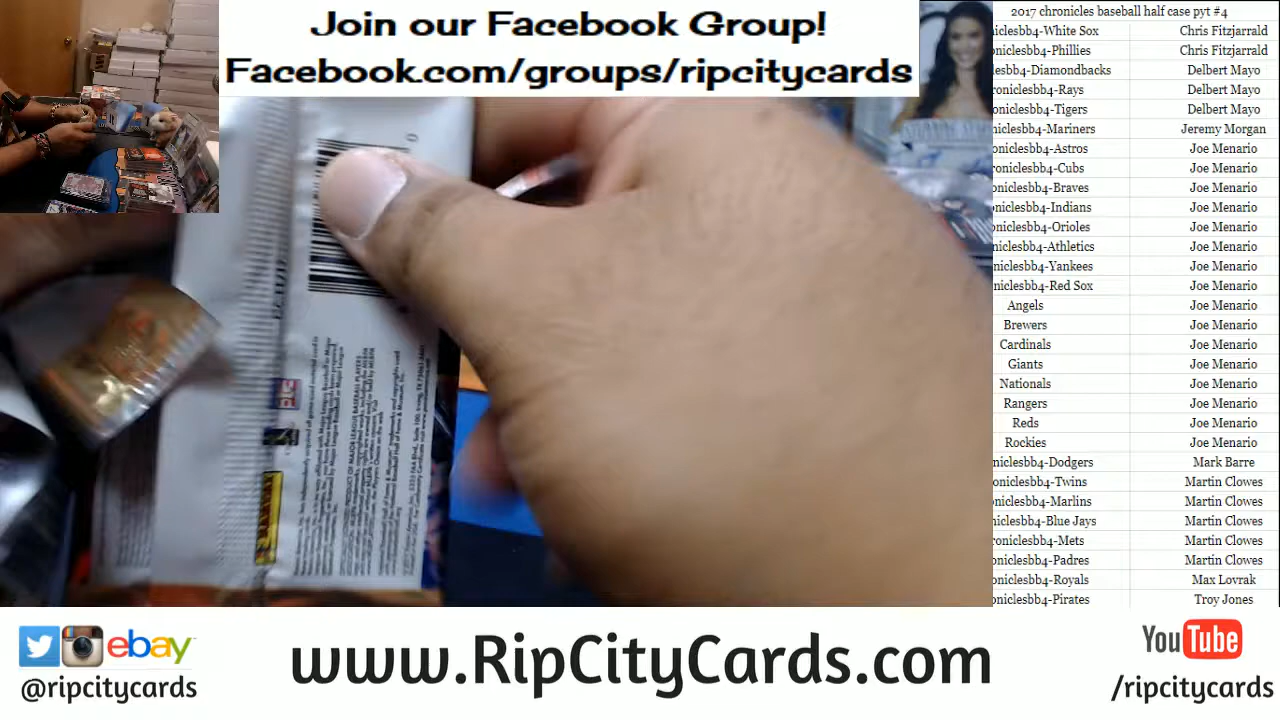 Join our Facebook Group!
Facebook.com/groups/ripcitycards
2017 chronicles baseball half case pyt #4
niclesbb4-White Sox Chris Fitzjarrald
oniclesbb4-Phillies Chris Fitzjarrald
lesbb4-Diamondbacks Delbert Mayo
roniclesbb4-Rays Delbert Mayo
oniclesbb4-Tigers Delbert Mayo
niclesbb4-Mariners Jeremy Morgan
oniclesbb4-Astros Joe Menario
roniclesbb4-Cubs Joe Menario
oniclesbb4-Braves Joe Menario
niclesbb4-Indians Joe Menario
niclesbb4-Orioles Joe Menario
niclesbb4-Athletics Joe Menario
niclesbb4-Yankees Joe Menario
niclesbb4-Red Sox Joe Menario
Angels Joe Menario
Brewers Joe Menario
Cardinals Joe Menario
Giants Joe Menario
Nationals Joe Menario
Rangers Joe Menario
Reds Joe Menario
Rockies Joe Menario
niclesbb4-Dodgers Mark Barre
oniclesbb4-Twins Martin Clowes
niclesbb4-Marlins Martin Clowes
niclesbb4-Blue Jays Martin Clowes
roniclesbb4-Mets Martin Clowes
oniclesbb4-Padres Martin Clowes
niclesbb4-Royals Max Lovrak
oniclesbb4-Pirates Troy Jones
ebay
@ripcitycards
www.RipCityCards.com
YouTube
/ripcitycards